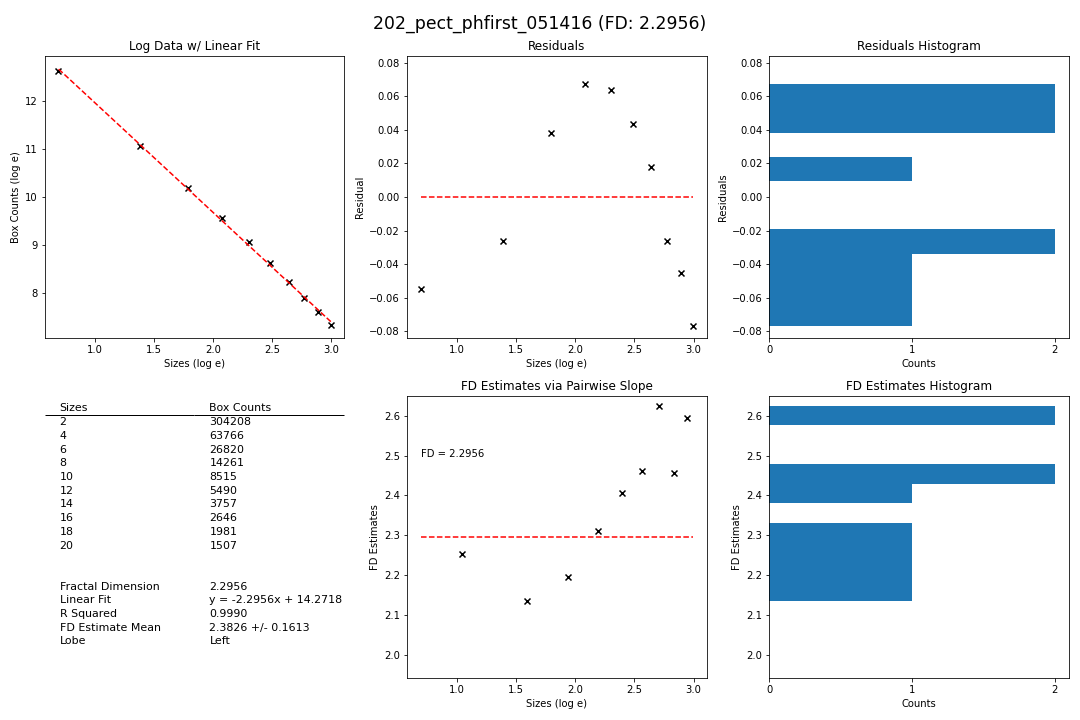 202_pect_phfirst_051416 (FD: 2.2956)
Log Data w/ Linear Fit
Box Counts (log e)
12
11
10
9
8
1.0 1.5 2.0 2.5 3.0
Sizes (log e)
Residuals
Residual
0.08
0.06
0.04
0.02
0.00
−0.02
−0.04
−0.06
−0.08
1.0 1.5 2.0 2.5 3.0
Sizes (log e)
Residuals Histogram
Residuals
0.08
0.06
0.04
0.02
0.00
−0.02
−0.04
−0.06
−0.08
0 1 2
Counts
Sizes Box Counts
2 304208
4 63766
6 26820
8 14261
10 8515
12 5490
14 3757
16 2646
18 1981
20 1507
Fractal Dimension 2.2956
Linear Fit y = -2.2956x + 14.2718
R Squared 0.9990
FD Estimate Mean 2.3826 +/- 0.1613
Lobe Left
FD Estimates via Pairwise Slope
FD Estimates
2.6
2.5
2.4
2.3
2.2
2.1
2.0
FD = 2.2956
1.0 1.5 2.0 2.5 3.0
Sizes (log e)
FD Estimates Histogram
FD Estimates
2.6
2.5
2.4
2.3
2.2
2.1
2.0
0 1 2
Counts